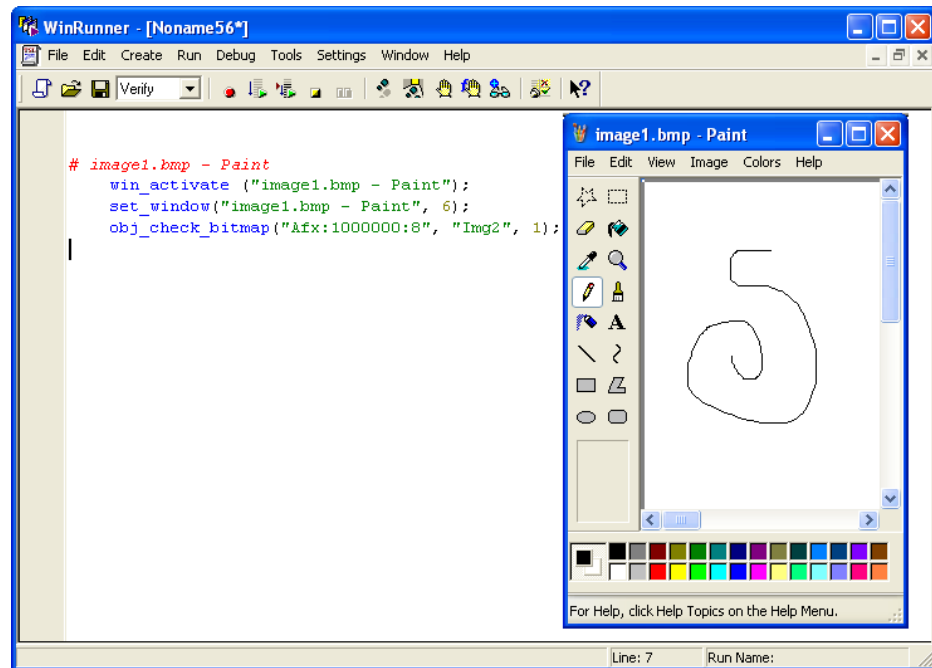 WinRunner - [Noname56*]
File Edit Create Run Debug Tools Settings Window Help
Verify
# image1.bmp - Paint
win_activate ("image1.bmp - Paint");
set_window("image1.bmp - Paint", 6);
obj_check_bitmap("Afx:1000000:8", "Img2", 1);
image1.bmp - Paint
File Edit View Image Colors Help
A
For Help, click Help Topics on the Help Menu.
Line: 7 Run Name: